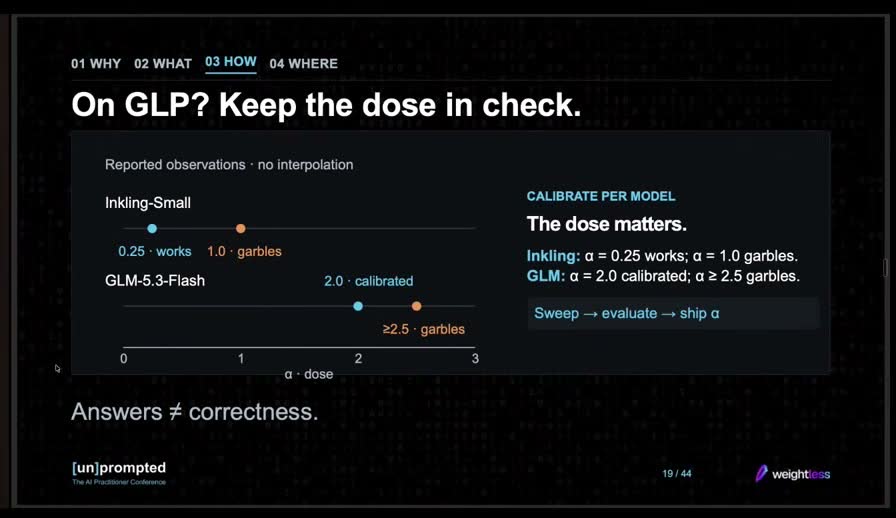 01 WHY 02 WHAT 03 HOW 04 WHERE
On GLP? Keep the dose in check.
Reported observations · no interpolation
Inkling-Small
0.25 · works 1.0 · garbles
GLM-5.3-Flash
2.0 · calibrated
≥2.5 · garbles
0 1 2 3
α · dose
CALIBRATE PER MODEL
The dose matters.
Inkling: α = 0.25 works; α = 1.0 garbles.
GLM: α = 2.0 calibrated; α ≥ 2.5 garbles.
Sweep → evaluate → ship α
Answers ≠ correctness.
[un]prompted
The AI Practitioner Conference
19 / 44
weightless